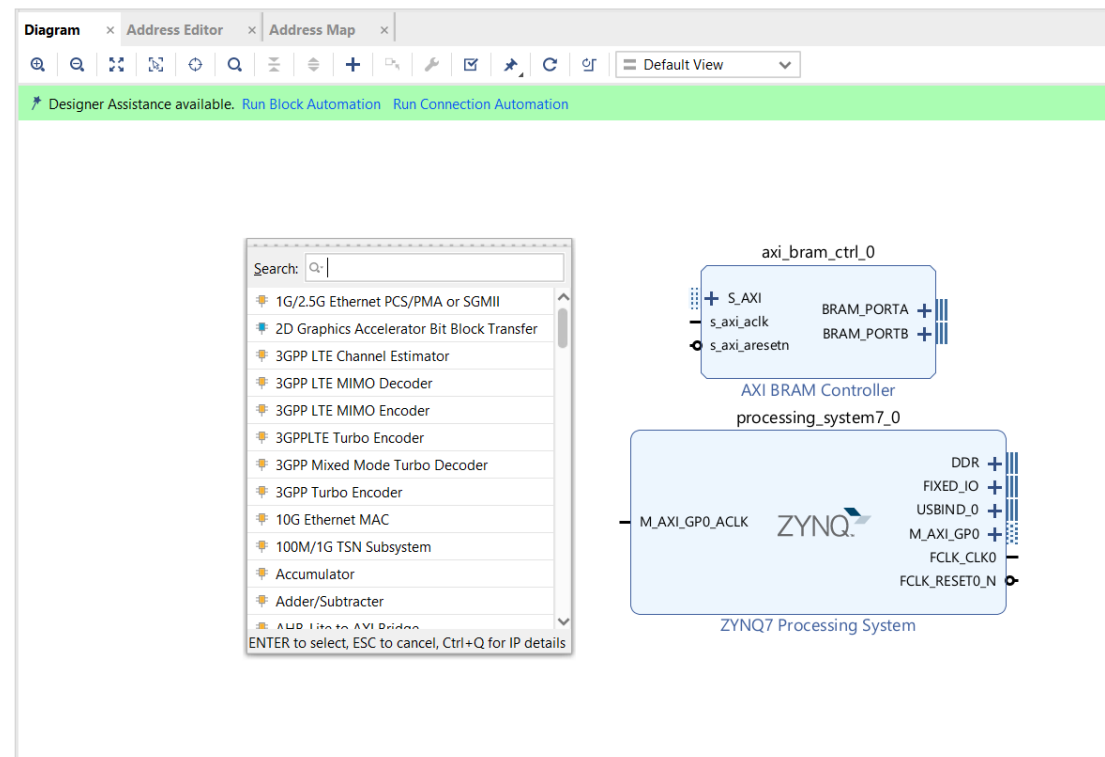 Diagram × Address Editor × Address Map ×
Default View
Designer Assistance available. Run Block Automation Run Connection Automation
Search:
1G/2.5G Ethernet PCS/PMA or SGMII
2D Graphics Accelerator Bit Block Transfer
3GPP LTE Channel Estimator
3GPP LTE MIMO Decoder
3GPP LTE MIMO Encoder
3GPPLTE Turbo Encoder
3GPP Mixed Mode Turbo Decoder
3GPP Turbo Encoder
10G Ethernet MAC
100M/1G TSN Subsystem
Accumulator
Adder/Subtracter
AHB-Lite to AXI Bridge
ENTER to select, ESC to cancel, Ctrl+Q for IP details
axi_bram_ctrl_0
S_AXI
s_axi_aclk
s_axi_aresetn
BRAM_PORTA
BRAM_PORTB
AXI BRAM Controller
processing_system7_0
M_AXI_GP0_ACLK
ZYNQ
DDR
FIXED_IO
USBIND_0
M_AXI_GP0
FCLK_CLK0
FCLK_RESET0_N
ZYNQ7 Processing System